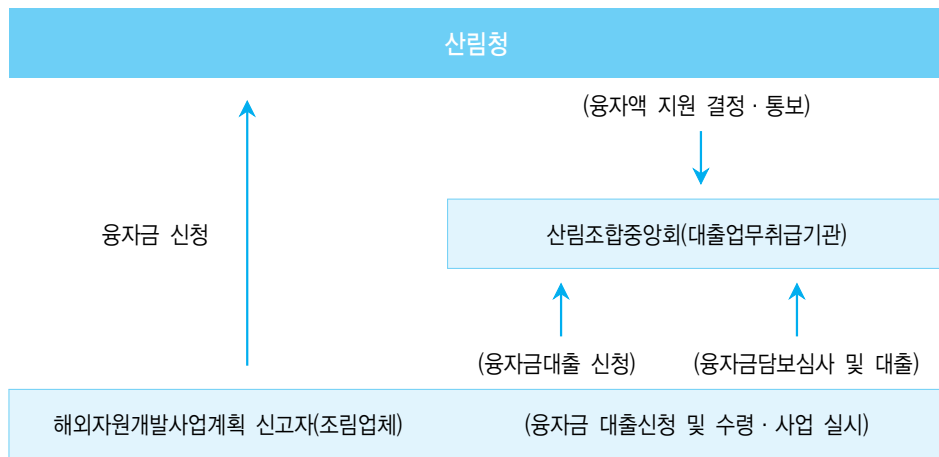 산림청
(융자액 지원 결정 · 통보)
융자금 신청
산림조합중앙회(대출업무취급기관)
(융자금대출 신청)
(융자금담보심사 및 대출)
해외자원개발사업계획 신고자(조림업체)
(융자금 대출신청 및 수령 · 사업 실시)